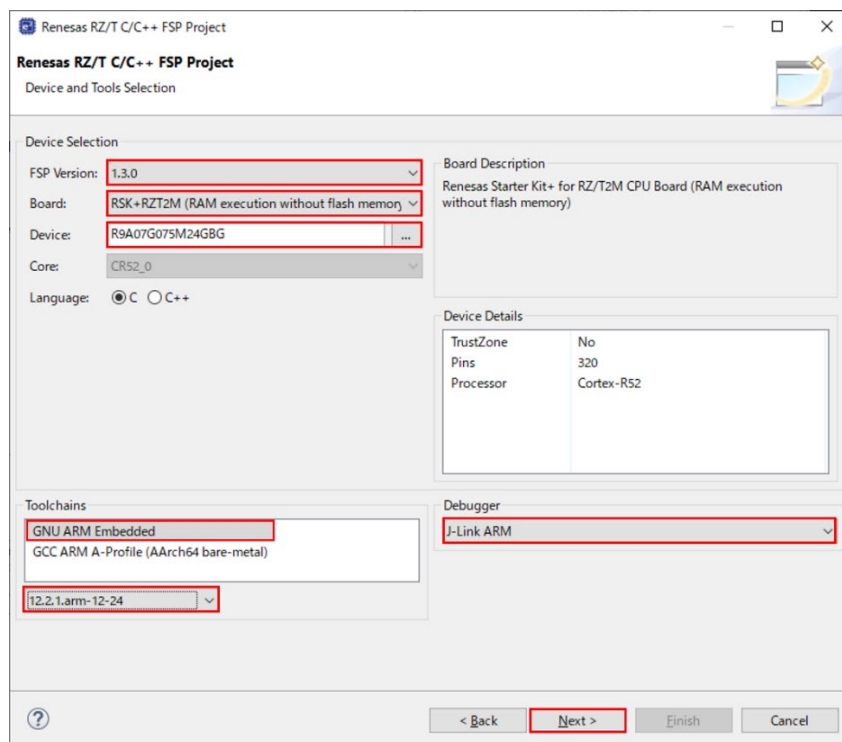 Renesas RZ/T C/C++ FSP Project
Renesas RZ/T C/C++ FSP Project
Device and Tools Selection
Device Selection
FSP Version: 1.3.0
Board: RSK+RZT2M (RAM execution without flash memory
Device: R9A07G075M24GBG ...
Core: CR52_0
Language: C C++
Board Description
Renesas Starter Kit+ for RZ/T2M CPU Board (RAM execution
without flash memory)
Device Details
TrustZone No
Pins 320
Processor Cortex-R52
Toolchains
GNU ARM Embedded
GCC ARM A-Profile (AArch64 bare-metal)
12.2.1.arm-12-24
Debugger
J-Link ARM
? < Back Next > Finish Cancel